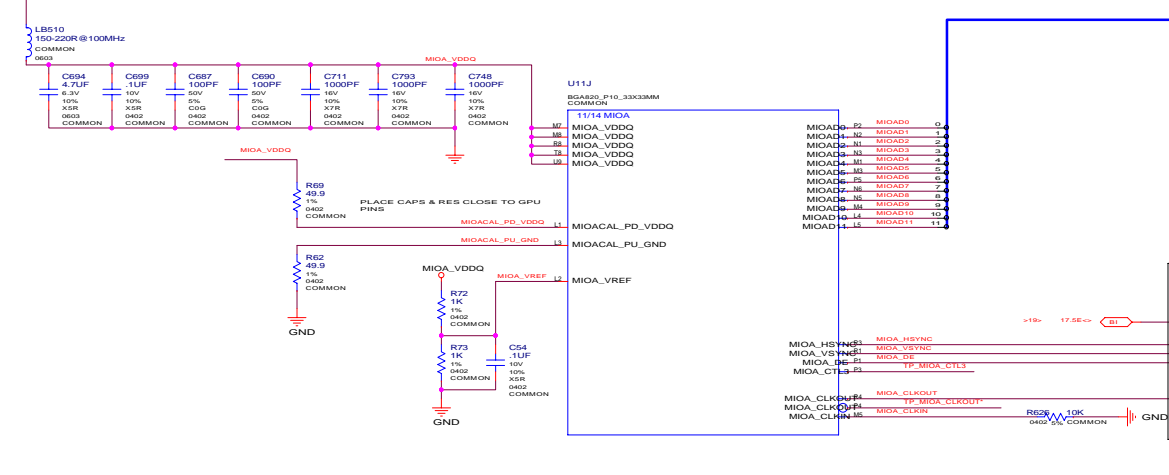 LB510
150-220R@100MHz
COMMON
0603
MIOA_VDDQ
C694
4.7UF
6.3V
10%
X5R
0603
COMMON
C699
.1UF
10V
10%
X5R
0402
COMMON
C687
100PF
50V
5%
C0G
0402
COMMON
C690
100PF
50V
5%
C0G
0402
COMMON
C711
1000PF
16V
10%
X7R
0402
COMMON
C793
1000PF
16V
10%
X7R
0402
COMMON
C748
1000PF
16V
10%
X7R
0402
COMMON
U11J
BGA820_P10_33X33MM
COMMON
11/14 MIOA
M7 MIOA_VDDQ
M8 MIOA_VDDQ
R8 MIOA_VDDQ
T8 MIOA_VDDQ
U9 MIOA_VDDQ
MIOAD0 P2 MIOAD0 0
MIOAD1 N2 MIOAD1 1
MIOAD2 N1 MIOAD2 2
MIOAD3 N3 MIOAD3 3
MIOAD4 M1 MIOAD4 4
MIOAD5 M3 MIOAD5 5
MIOAD6 P5 MIOAD6 6
MIOAD7 N6 MIOAD7 7
MIOAD8 N5 MIOAD8 8
MIOAD9 M4 MIOAD9 9
MIOAD10 L4 MIOAD10 10
MIOAD11 L5 MIOAD11 11
MIOA_VDDQ
R69
49.9
1%
0402
COMMON
PLACE CAPS & RES CLOSE TO GPU
PINS
MIOACAL_PD_VDDQ L1 MIOACAL_PD_VDDQ
MIOACAL_PU_GND L3 MIOACAL_PU_GND
R62
49.9
1%
0402
COMMON
GND
MIOA_VDDQ
MIOA_VREF L2 MIOA_VREF
R72
1K
1%
0402
COMMON
R73
1K
1%
0402
COMMON
C54
.1UF
10V
10%
X5R
0402
COMMON
GND
>19> 17.5E<> BI
MIOA_HSYNC R3 MIOA_HSYNC
MIOA_VSYNC R1 MIOA_VSYNC
MIOA_DE P1 MIOA_DE
MIOA_CTL3 P3 TP_MIOA_CTL3
MIOA_CLKOUT R4 MIOA_CLKOUT
MIOA_CLKOUT P4 TP_MIOA_CLKOUT*
MIOA_CLKIN M5 MIOA_CLKIN
R626 10K
0402 5% COMMON
GND